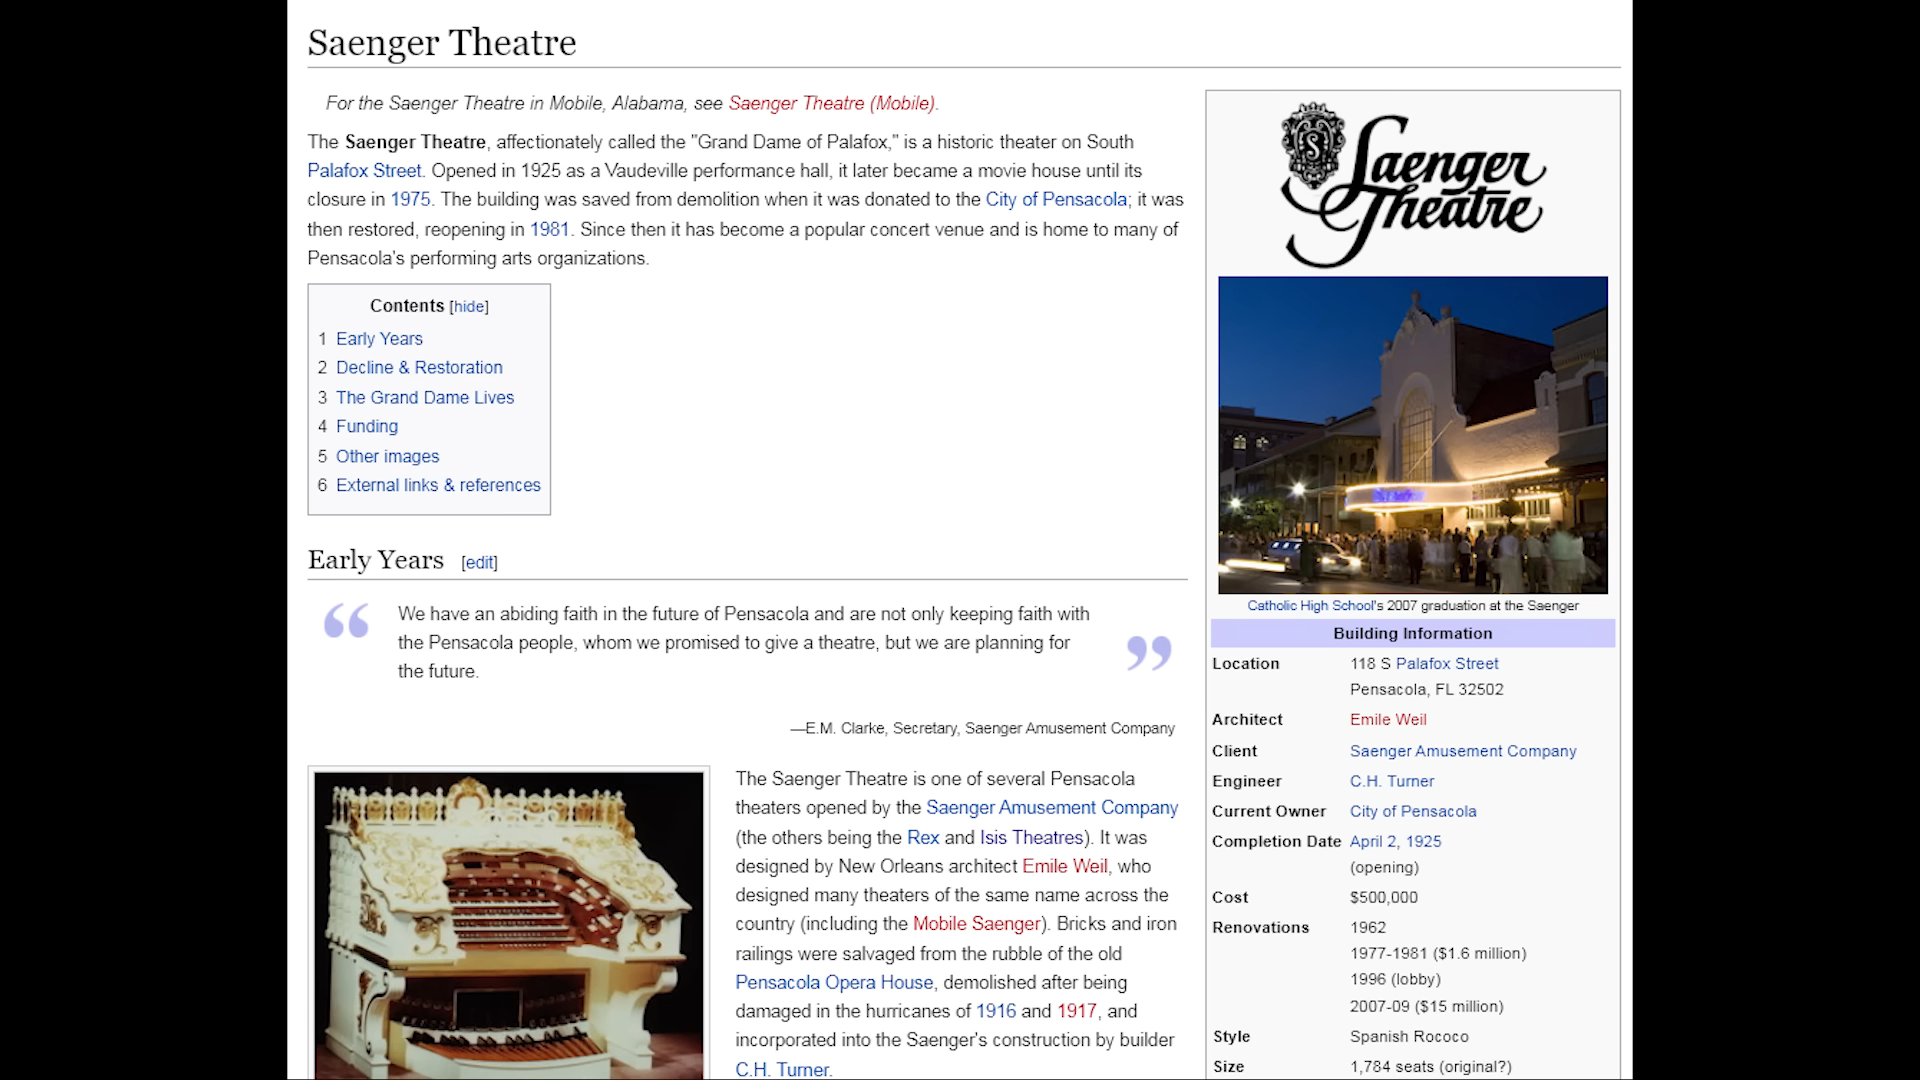 Saenger Theatre
For the Saenger Theatre in Mobile, Alabama, see Saenger Theatre (Mobile).
The Saenger Theatre, affectionately called the "Grand Dame of Palafox," is a historic theater on South
Palafox Street. Opened in 1925 as a Vaudeville performance hall, it later became a movie house until its
closure in 1975. The building was saved from demolition when it was donated to the City of Pensacola; it was
then restored, reopening in 1981. Since then it has become a popular concert venue and is home to many of
Pensacola's performing arts organizations.
Contents [hide]
1 Early Years
2 Decline & Restoration
3 The Grand Dame Lives
4 Funding
5 Other images
6 External links & references
Early Years [edit]
“ We have an abiding faith in the future of Pensacola and are not only keeping faith with
the Pensacola people, whom we promised to give a theatre, but we are planning for
the future. ”
—E.M. Clarke, Secretary, Saenger Amusement Company
The Saenger Theatre is one of several Pensacola
theaters opened by the Saenger Amusement Company
(the others being the Rex and Isis Theatres). It was
designed by New Orleans architect Emile Weil, who
designed many theaters of the same name across the
country (including the Mobile Saenger). Bricks and iron
railings were salvaged from the rubble of the old
Pensacola Opera House, demolished after being
damaged in the hurricanes of 1916 and 1917, and
incorporated into the Saenger's construction by builder
C.H. Turner.
S
Saenger
Theatre
Catholic High School's 2007 graduation at the Saenger
Building Information
Location 118 S Palafox Street
Pensacola, FL 32502
Architect Emile Weil
Client Saenger Amusement Company
Engineer C.H. Turner
Current Owner City of Pensacola
Completion Date April 2, 1925
(opening)
Cost $500,000
Renovations 1962
1977-1981 ($1.6 million)
1996 (lobby)
2007-09 ($15 million)
Style Spanish Rococo
Size 1,784 seats (original?)